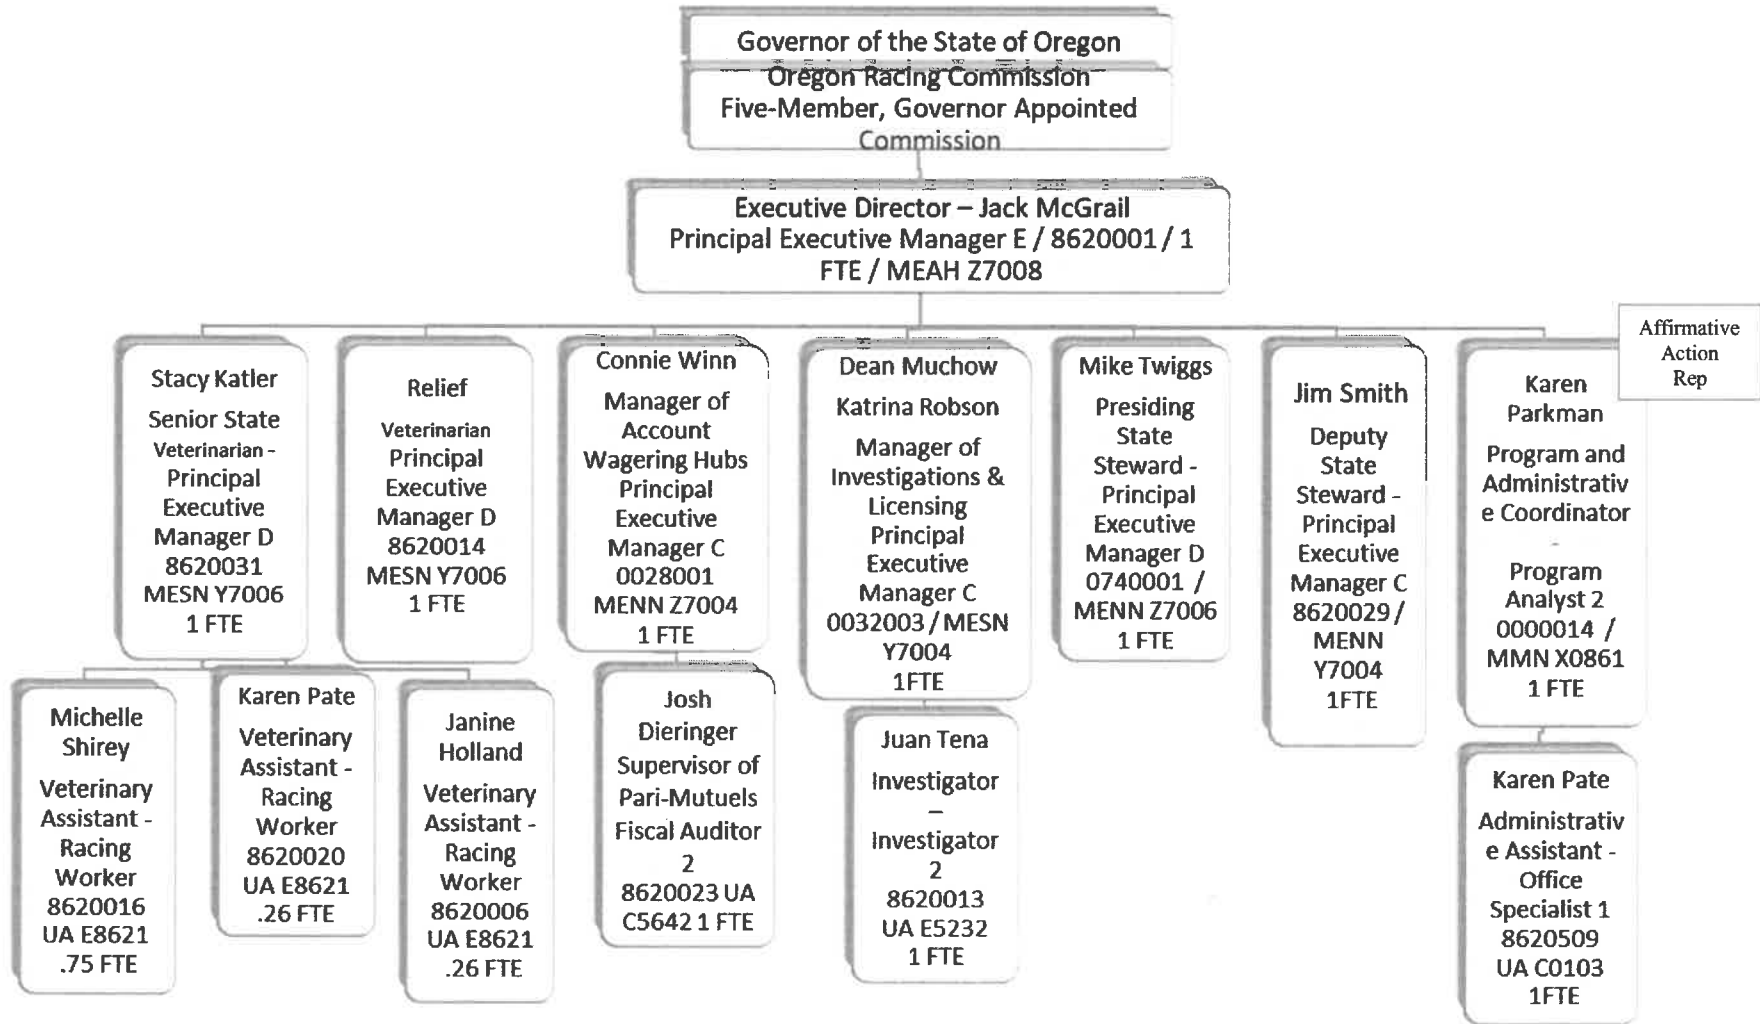 Governor of the State of Oregon
Oregon Racing Commission
Five-Member, Governor Appointed
Commission
Executive Director – Jack McGrail
Principal Executive Manager E / 8620001 / 1
FTE / MEAH Z7008
Stacy Katler
Senior State
Veterinarian -
Principal
Executive
Manager D
8620031
MESN Y7006
1 FTE
Relief
Veterinarian
Principal
Executive
Manager D
8620014
MESN Y7006
1 FTE
Connie Winn
Manager of
Account
Wagering Hubs
Principal
Executive
Manager C
0028001
MENN Z7004
1 FTE
Dean Muchow
Katrina Robson
Manager of
Investigations &
Licensing
Principal
Executive
Manager C
0032003 / MESN
Y7004
1FTE
Mike Twiggs
Presiding
State
Steward -
Principal
Executive
Manager D
0740001 /
MENN Z7006
1 FTE
Jim Smith
Deputy
State
Steward -
Principal
Executive
Manager C
8620029 /
MENN
Y7004
1FTE
Karen
Parkman
Program and
Administrativ
e Coordinator
-
Program
Analyst 2
0000014 /
MMN X0861
1 FTE
Affirmative
Action
Rep
Michelle
Shirey
Veterinary
Assistant -
Racing
Worker
8620016
UA E8621
.75 FTE
Karen Pate
Veterinary
Assistant -
Racing
Worker
8620020
UA E8621
.26 FTE
Janine
Holland
Veterinary
Assistant -
Racing
Worker
8620006
UA E8621
.26 FTE
Josh
Dieringer
Supervisor of
Pari-Mutuels
Fiscal Auditor
2
8620023 UA
C5642 1 FTE
Juan Tena
Investigator
–
Investigator
2
8620013
UA E5232
1 FTE
Karen Pate
Administrativ
e Assistant -
Office
Specialist 1
8620509
UA C0103
1FTE